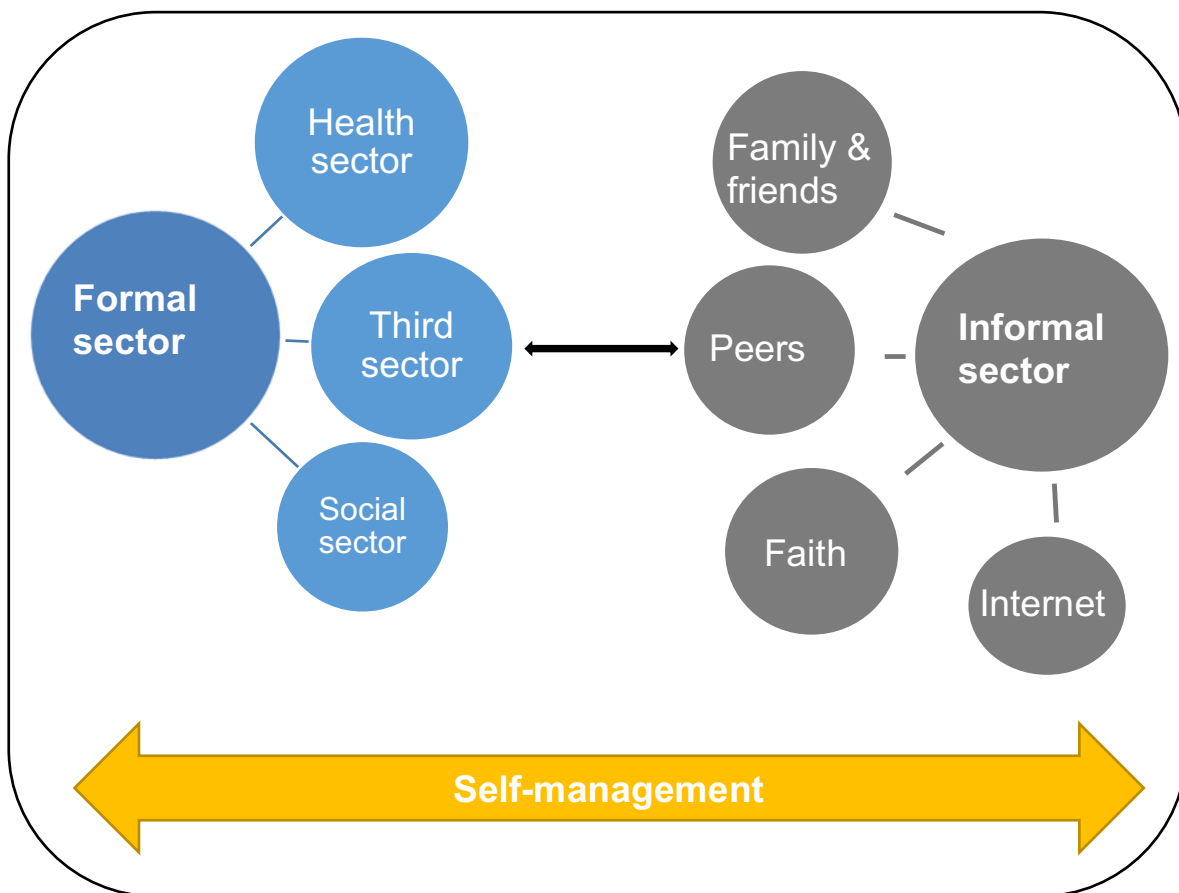 Health
sector
Formal
sector
Third
sector
Social
sector
Family &
friends
Peers
Informal
sector
Faith
Internet
Self-management